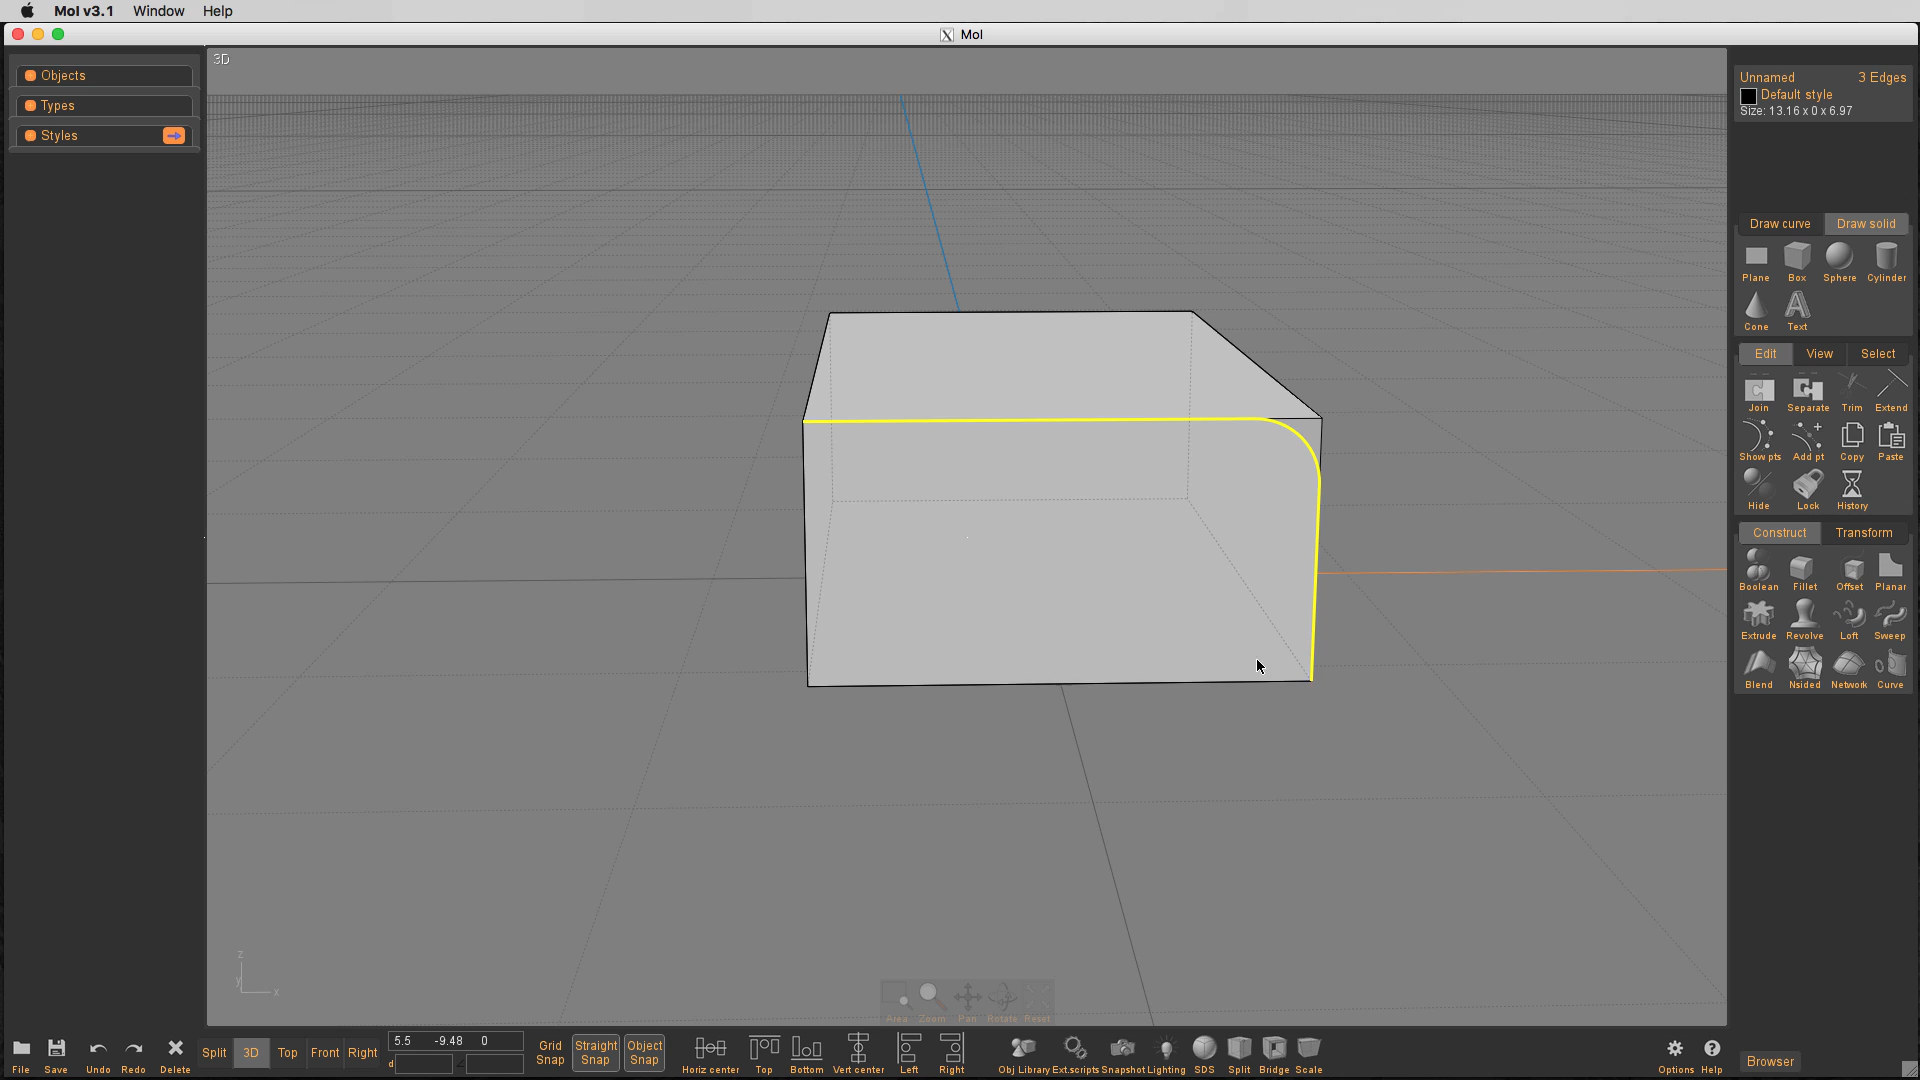 MoI v3.1 Window Help
MoI
Objects
Types
Styles
3D
Unnamed 3 Edges
Default style
Size: 13.16 x 0 x 6.97
Draw curve Draw solid
Plane Box Sphere Cylinder
Cone Text
Edit View Select
Join Separate Trim Extend
Show pts Add pt Copy Paste
Hide Lock History
Construct Transform
Boolean Fillet Offset Planar
Extrude Revolve Loft Sweep
Blend Nsided Network Curve
z
y
x
Area Zoom Pan Rotate Reset
File Save Undo Redo Delete
Split 3D Top Front Right
5.5 -9.48 0
d
Grid Snap
Straight Snap
Object Snap
Horiz center Top Bottom Vert center Left Right
Obj Library Ext.scripts Snapshot Lighting SDS Split Bridge Scale
Options Help
Browser